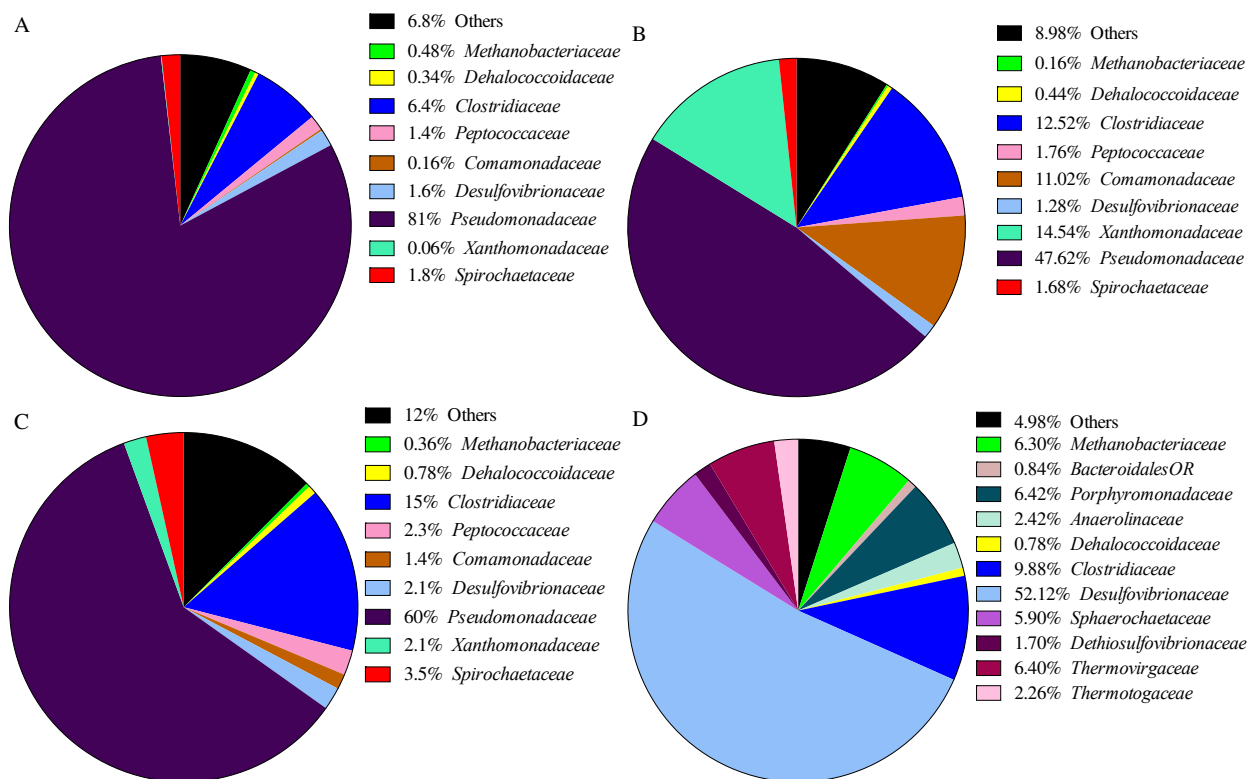 A
6.8% Others
0.48% Methanobacteriaceae
0.34% Dehalococcoidaceae
6.4% Clostridiaceae
1.4% Peptococcaceae
0.16% Comamonadaceae
1.6% Desulfovibrionaceae
81% Pseudomonadaceae
0.06% Xanthomonadaceae
1.8% Spirochaetaceae
B
8.98% Others
0.16% Methanobacteriaceae
0.44% Dehalococcoidaceae
12.52% Clostridiaceae
1.76% Peptococcaceae
11.02% Comamonadaceae
1.28% Desulfovibrionaceae
14.54% Xanthomonadaceae
47.62% Pseudomonadaceae
1.68% Spirochaetaceae
C
12% Others
0.36% Methanobacteriaceae
0.78% Dehalococcoidaceae
15% Clostridiaceae
2.3% Peptococcaceae
1.4% Comamonadaceae
2.1% Desulfovibrionaceae
60% Pseudomonadaceae
2.1% Xanthomonadaceae
3.5% Spirochaetaceae
D
4.98% Others
6.30% Methanobacteriaceae
0.84% BacteroidalesOR
6.42% Porphyromonadaceae
2.42% Anaerolinaceae
0.78% Dehalococcoidaceae
9.88% Clostridiaceae
52.12% Desulfovibrionaceae
5.90% Sphaerochaetaceae
1.70% Dethiosulfovibrionaceae
6.40% Thermovirgaceae
2.26% Thermotogaceae